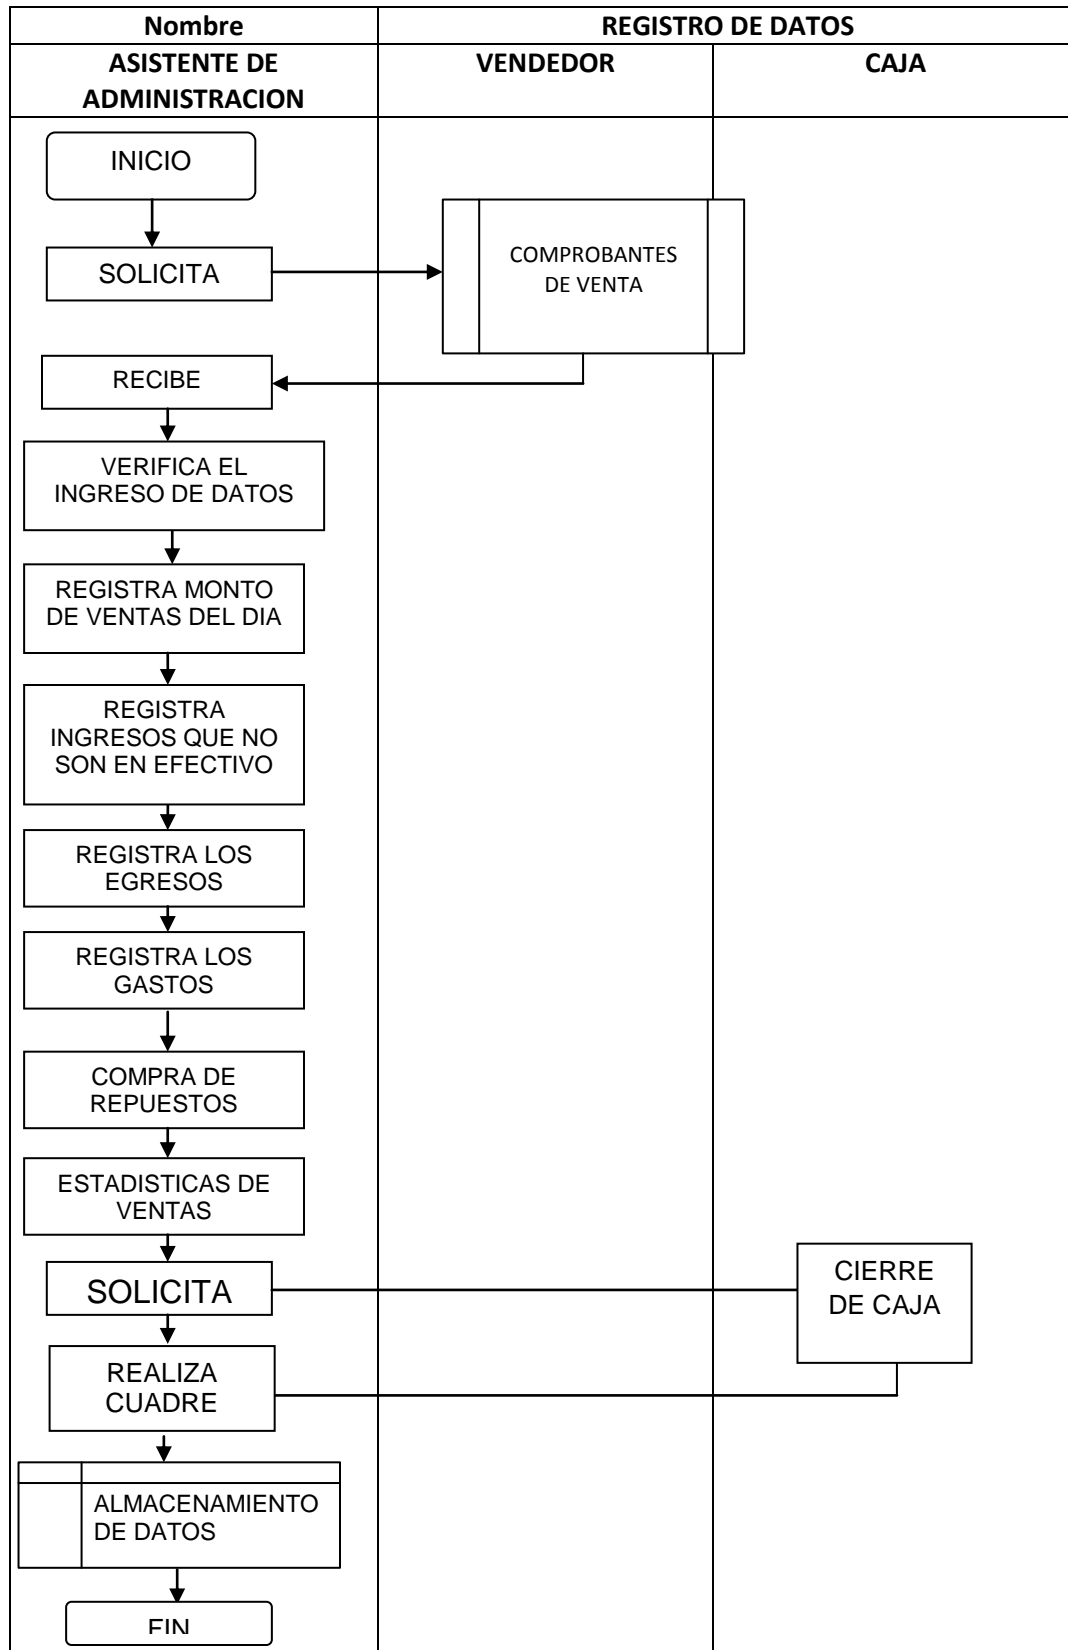 Nombre
REGISTRO DE DATOS
ASISTENTE DE
ADMINISTRACION
VENDEDOR
CAJA
INICIO
SOLICITA
COMPROBANTES
DE VENTA
RECIBE
VERIFICA EL
INGRESO DE DATOS
REGISTRA MONTO
DE VENTAS DEL DIA
REGISTRA
INGRESOS QUE NO
SON EN EFECTIVO
REGISTRA LOS
EGRESOS
REGISTRA LOS
GASTOS
COMPRA DE
REPUESTOS
ESTADISTICAS DE
VENTAS
SOLICITA
CIERRE
DE CAJA
REALIZA
CUADRE
ALMACENAMIENTO
DE DATOS
FIN